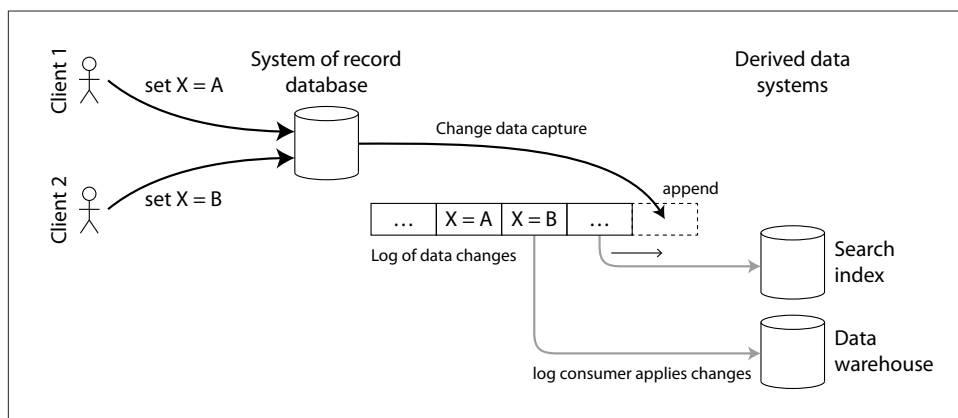 Client 1
set X = A
System of record
database
Derived data
systems
Change data capture
Client 2
set X = B
append
…
X = A
X = B
…
Log of data changes
Search
index
Data
warehouse
log consumer applies changes